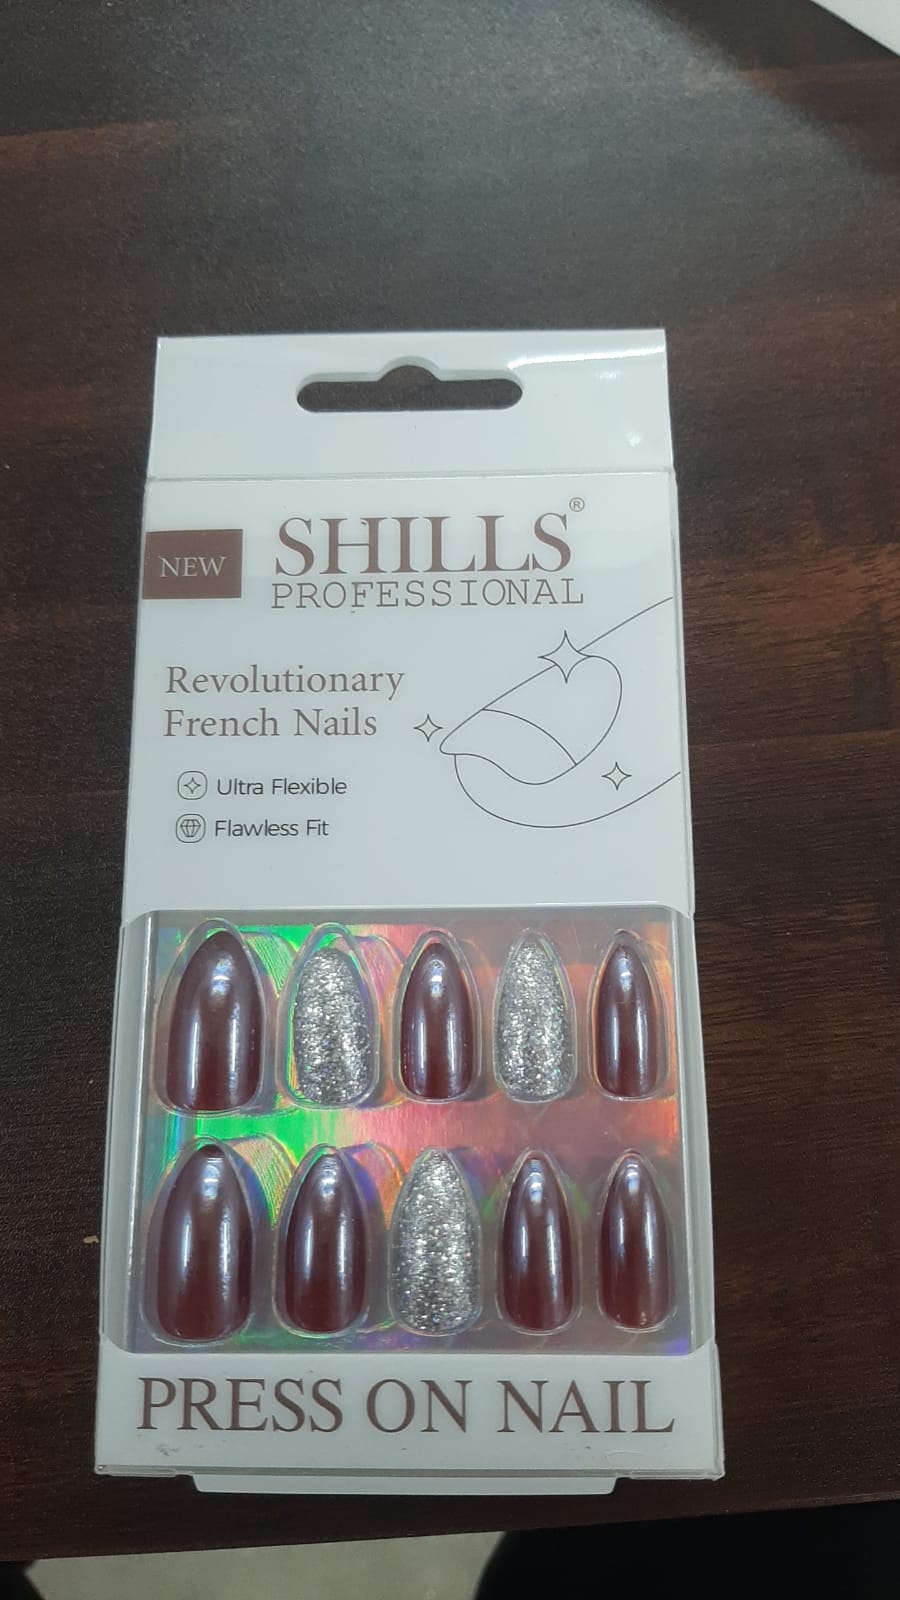 NEW
SHILLS®
PROFESSIONAL
Revolutionary
French Nails
Ultra Flexible
Flawless Fit
PRESS ON NAIL